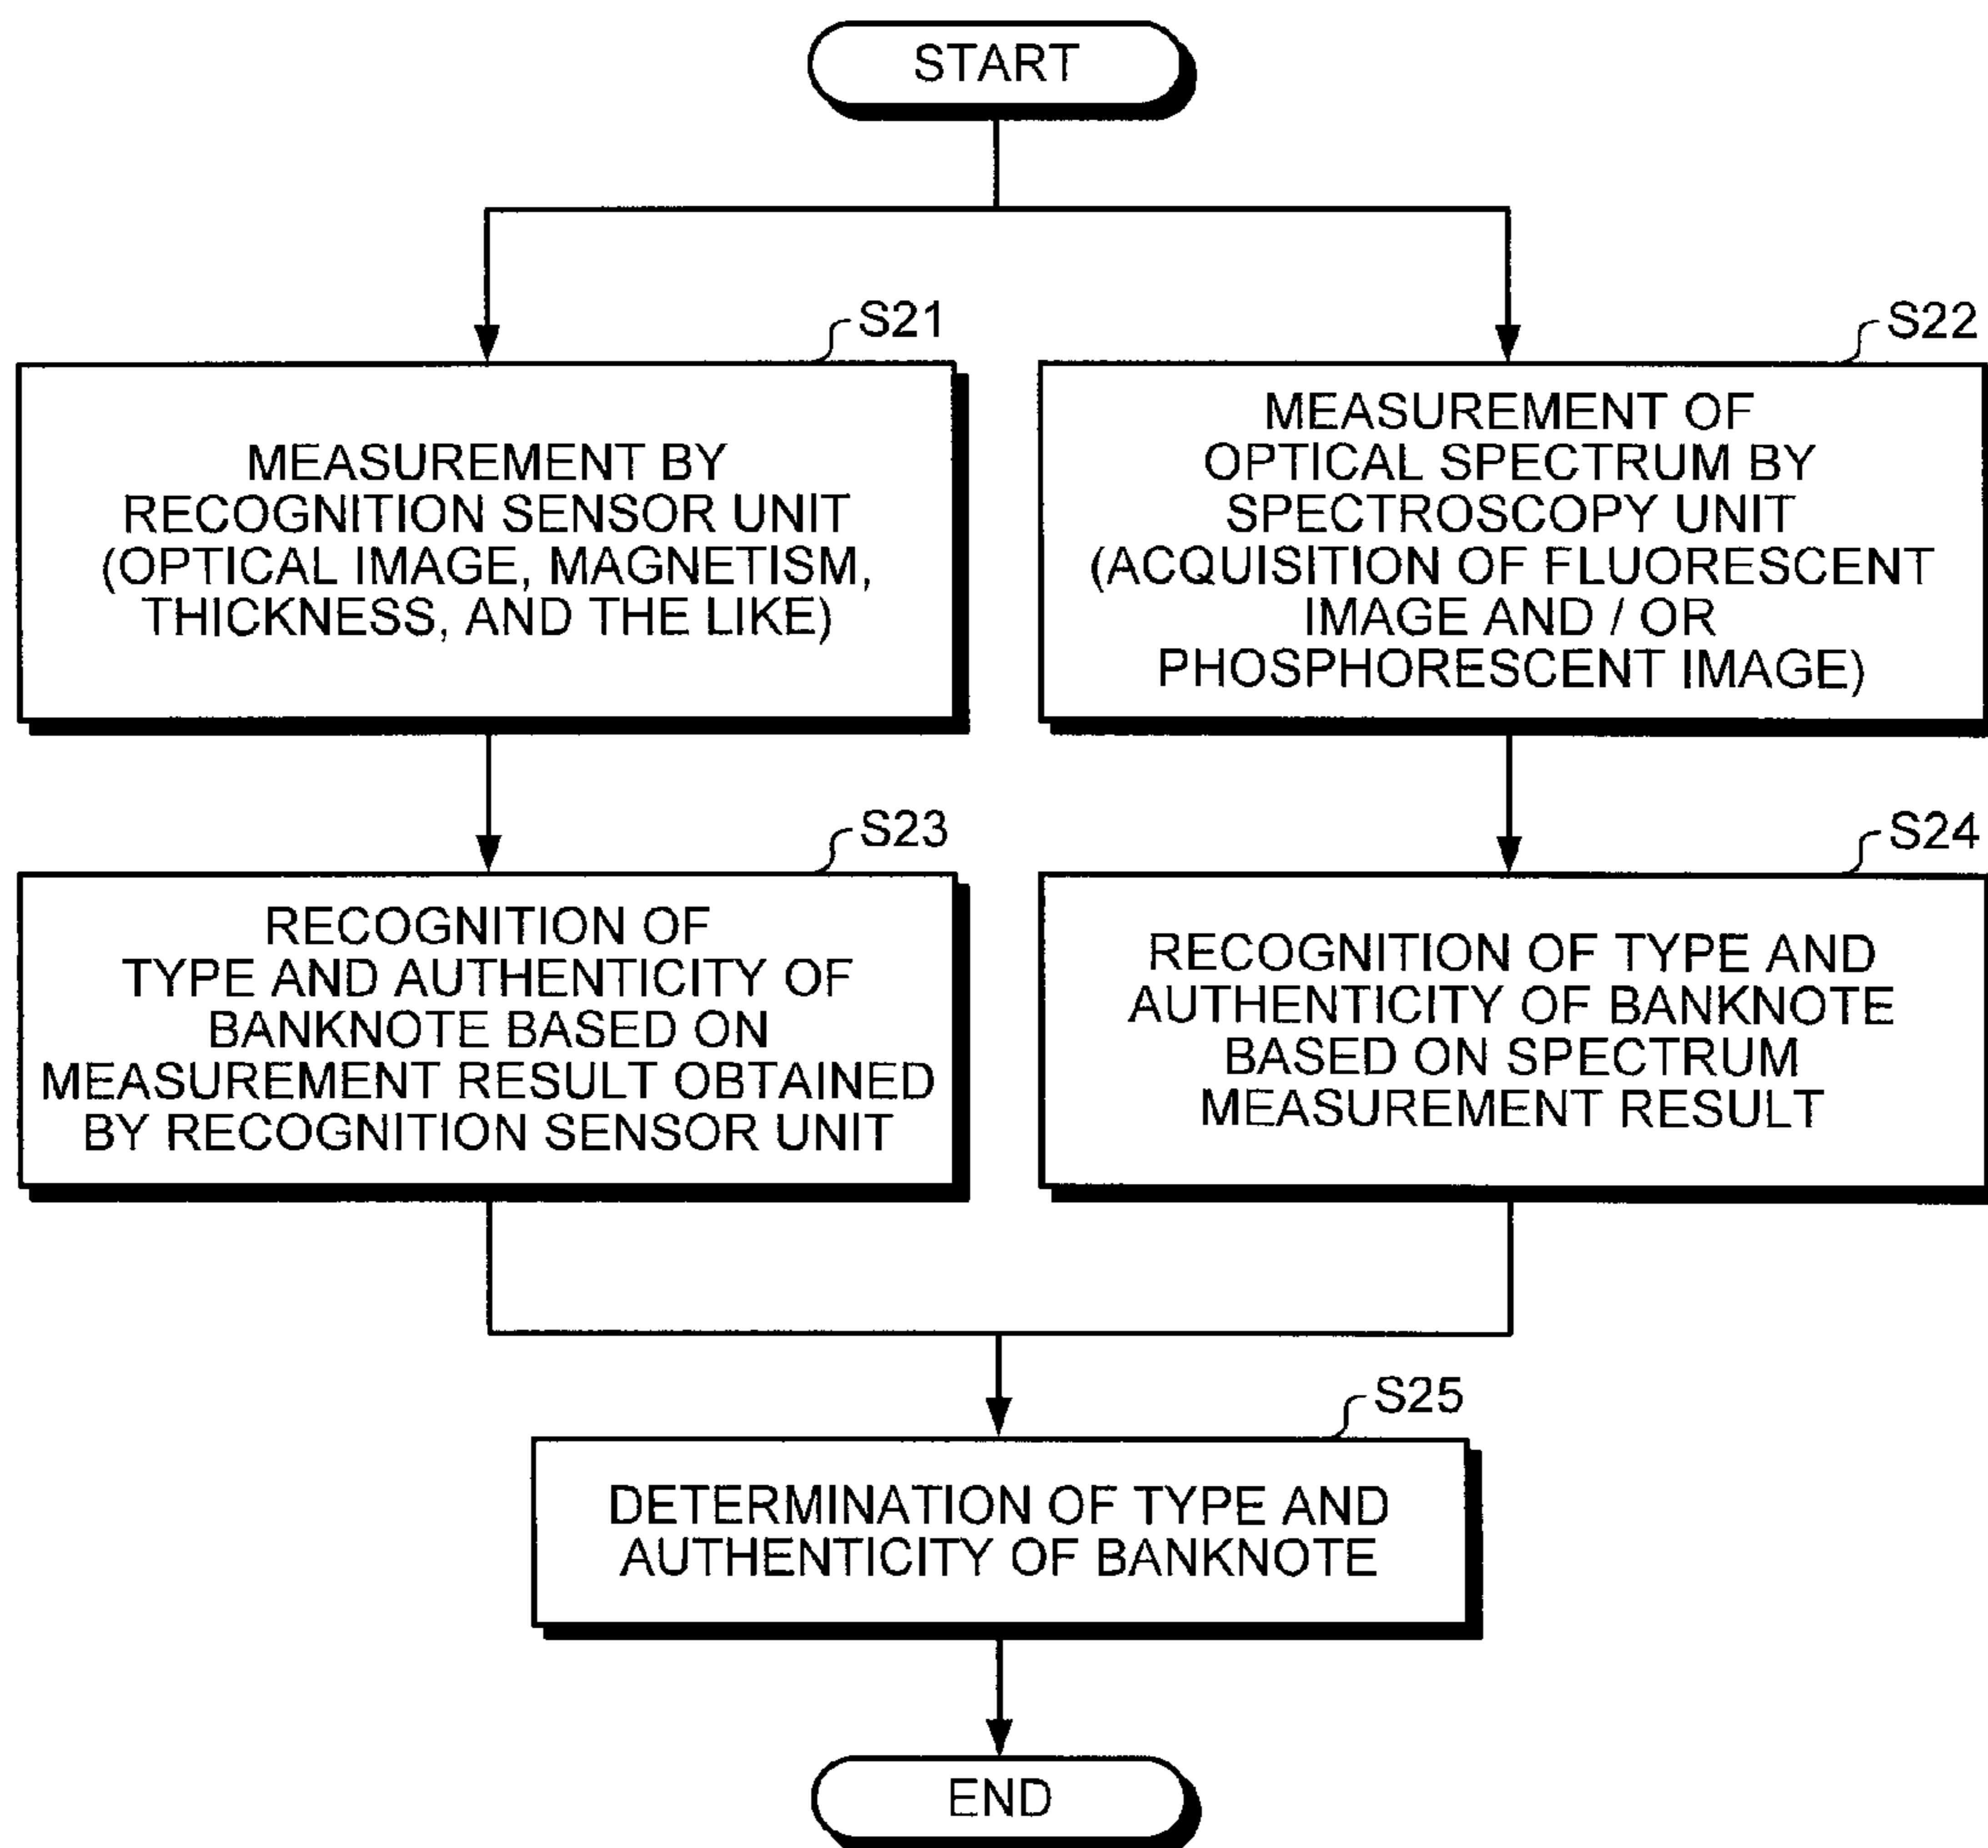 START
S21
MEASUREMENT BY
RECOGNITION SENSOR UNIT
(OPTICAL IMAGE, MAGNETISM,
THICKNESS, AND THE LIKE)
S22
MEASUREMENT OF
OPTICAL SPECTRUM BY
SPECTROSCOPY UNIT
(ACQUISITION OF FLUORESCENT
IMAGE AND / OR
PHOSPHORESCENT IMAGE)
S23
RECOGNITION OF
TYPE AND AUTHENTICITY OF
BANKNOTE BASED ON
MEASUREMENT RESULT OBTAINED
BY RECOGNITION SENSOR UNIT
S24
RECOGNITION OF TYPE AND
AUTHENTICITY OF BANKNOTE
BASED ON SPECTRUM
MEASUREMENT RESULT
S25
DETERMINATION OF TYPE AND
AUTHENTICITY OF BANKNOTE
END